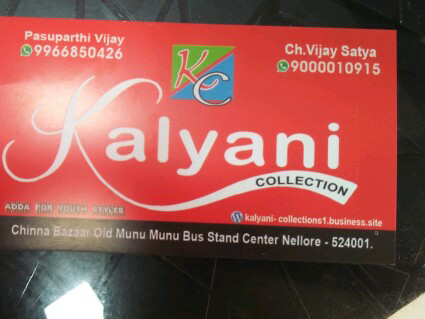 Pasuparthi Vijay
9966850426
Ch.Vijay Satya
9000010915
KC
Kalyani
COLLECTION
ADDA FOR YOUTH STYLES
kalyani- collections1.business.site
Chinna Bazaar Old Munu Munu Bus Stand Center Nellore - 524001.